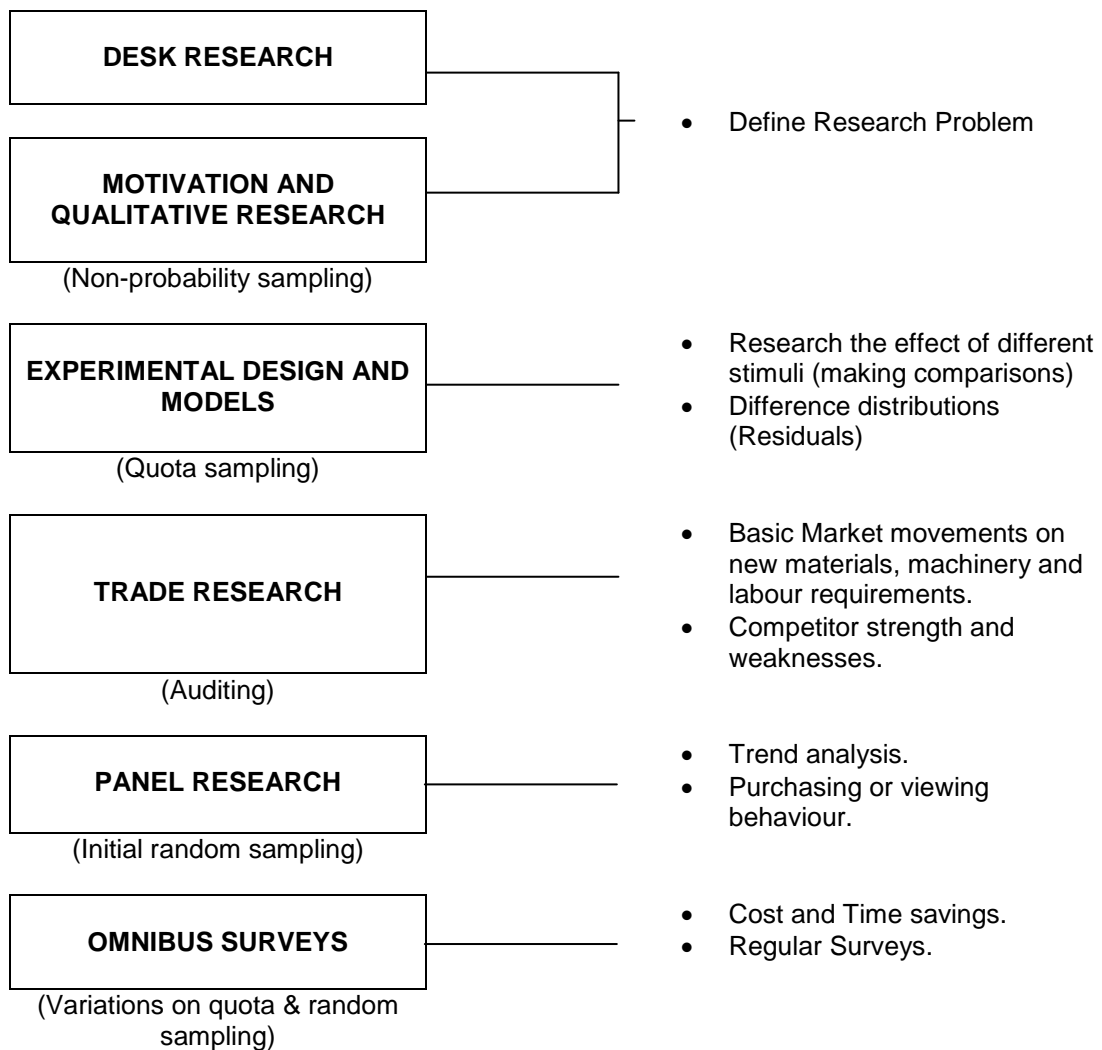 DESK RESEARCH
• Define Research Problem
MOTIVATION AND
QUALITATIVE RESEARCH
(Non-probability sampling)
EXPERIMENTAL DESIGN AND
MODELS
(Quota sampling)
• Research the effect of different
stimuli (making comparisons)
• Difference distributions
(Residuals)
TRADE RESEARCH
(Auditing)
• Basic Market movements on
new materials, machinery and
labour requirements.
• Competitor strength and
weaknesses.
PANEL RESEARCH
(Initial random sampling)
• Trend analysis.
• Purchasing or viewing
behaviour.
OMNIBUS SURVEYS
(Variations on quota & random
sampling)
• Cost and Time savings.
• Regular Surveys.